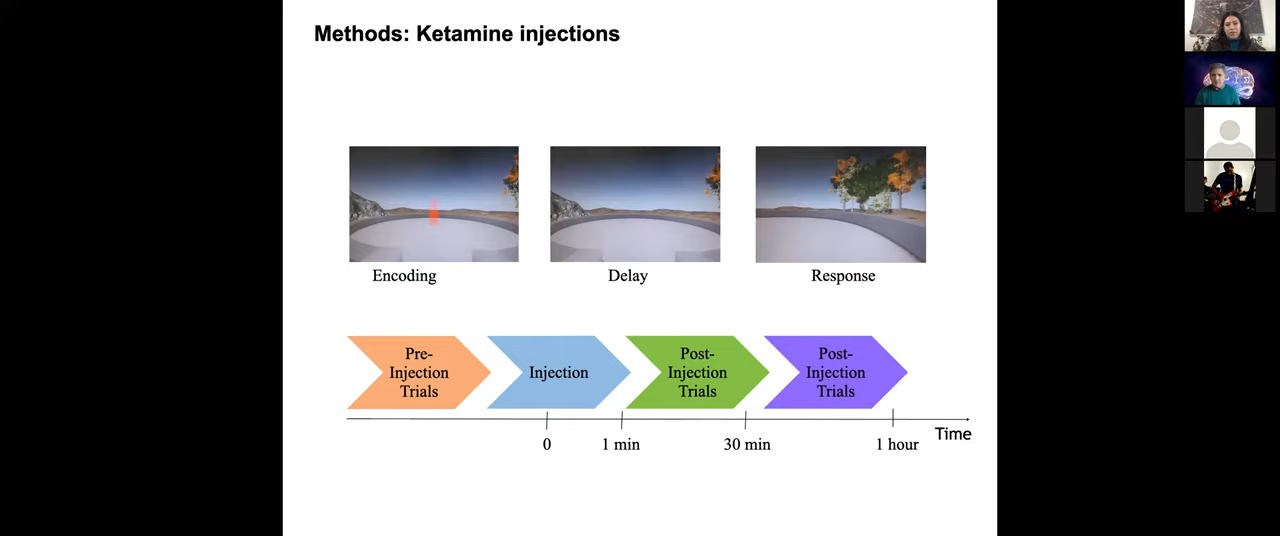 Methods: Ketamine injections
Encoding
Delay
Response
Pre-
Injection
Trials
Injection
Post-
Injection
Trials
Post-
Injection
Trials
0
1 min
30 min
1 hour
Time